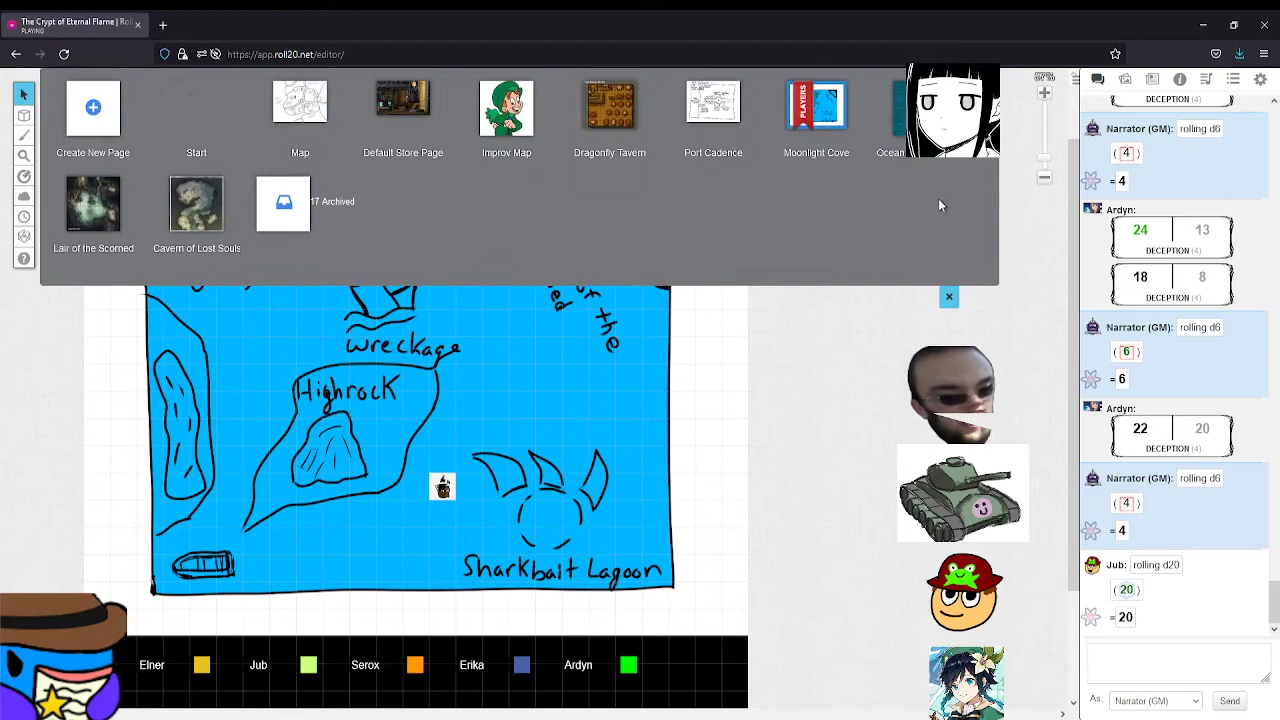 The Crypt of Eternal Flame | Roll
PLAYING
https://app.roll20.net/editor/
Create New Page
Start
Map
Default Store Page
Improv Map
Dragonfly Tavern
Port Cadence
PLAYERS
Moonlight Cove
Ocean
Lair of the Scorned
Cavern of Lost Souls
17 Archived
of the
wreckage
Highrock
Sharkbait Lagoon
Elner
Jub
Serox
Erika
Ardyn
DECEPTION (4)
Narrator (GM): rolling d6
( 4 )
= 4
Ardyn:
24 13
DECEPTION (4)
18 8
DECEPTION (4)
Narrator (GM): rolling d6
( 6 )
= 6
Ardyn:
22 20
DECEPTION (4)
Narrator (GM): rolling d6
( 4 )
= 4
Jub: rolling d20
( 20 )
= 20
As: Narrator (GM)
Send